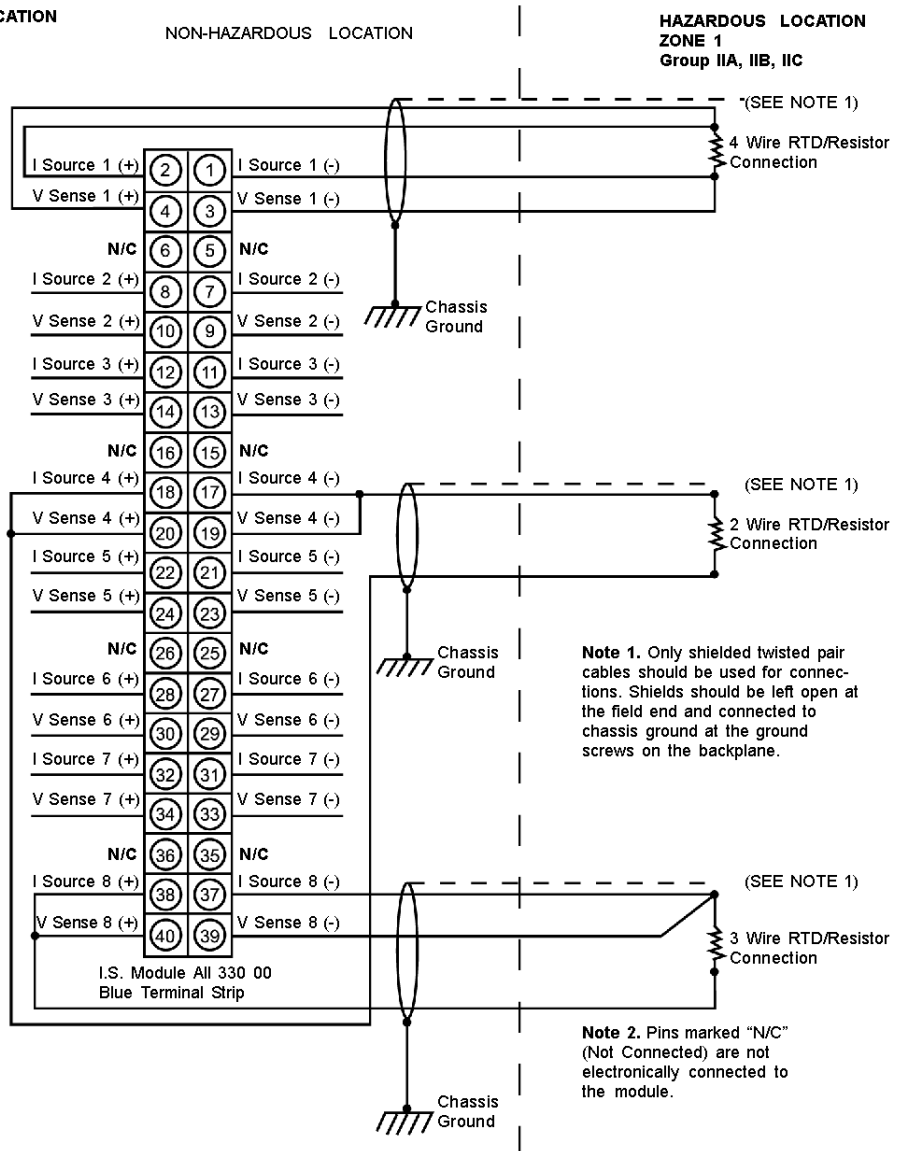 CATION
NON-HAZARDOUS LOCATION
HAZARDOUS LOCATION
ZONE 1
Group IIA, IIB, IIC
(SEE NOTE 1)
4 Wire RTD/Resistor
Connection
I Source 1 (+) 2 1 I Source 1 (-)
V Sense 1 (+) 4 3 V Sense 1 (-)
N/C 6 5 N/C
I Source 2 (+) 8 7 I Source 2 (-)
V Sense 2 (+) 10 9 V Sense 2 (-)
Chassis
Ground
I Source 3 (+) 12 11 I Source 3 (-)
V Sense 3 (+) 14 13 V Sense 3 (-)
N/C 16 15 N/C
I Source 4 (+) 18 17 I Source 4 (-)
V Sense 4 (+) 20 19 V Sense 4 (-)
(SEE NOTE 1)
2 Wire RTD/Resistor
Connection
I Source 5 (+) 22 21 I Source 5 (-)
V Sense 5 (+) 24 23 V Sense 5 (-)
N/C 26 25 N/C
Chassis
Ground
I Source 6 (+) 28 27 I Source 6 (-)
V Sense 6 (+) 30 29 V Sense 6 (-)
I Source 7 (+) 32 31 I Source 7 (-)
V Sense 7 (+) 34 33 V Sense 7 (-)
Note 1. Only shielded twisted pair
cables should be used for connec-
tions. Shields should be left open at
the field end and connected to
chassis ground at the ground
screws on the backplane.
N/C 36 35 N/C
I Source 8 (+) 38 37 I Source 8 (-)
V Sense 8 (+) 40 39 V Sense 8 (-)
(SEE NOTE 1)
3 Wire RTD/Resistor
Connection
I.S. Module AII 330 00
Blue Terminal Strip
Note 2. Pins marked “N/C”
(Not Connected) are not
electronically connected to
the module.
Chassis
Ground